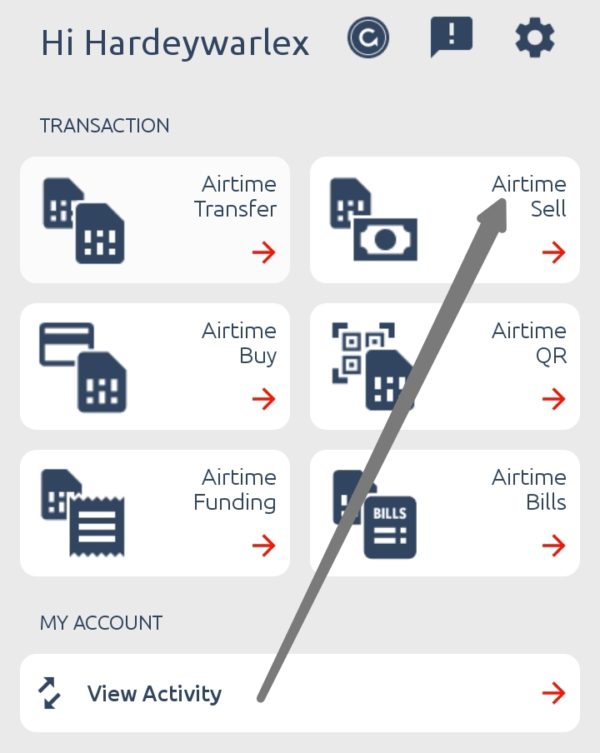 Hi Hardeywarlex
TRANSACTION
Airtime
Transfer
Airtime
Sell
Airtime
Buy
Airtime
QR
Airtime
Funding
BILLS
Airtime
Bills
MY ACCOUNT
View Activity